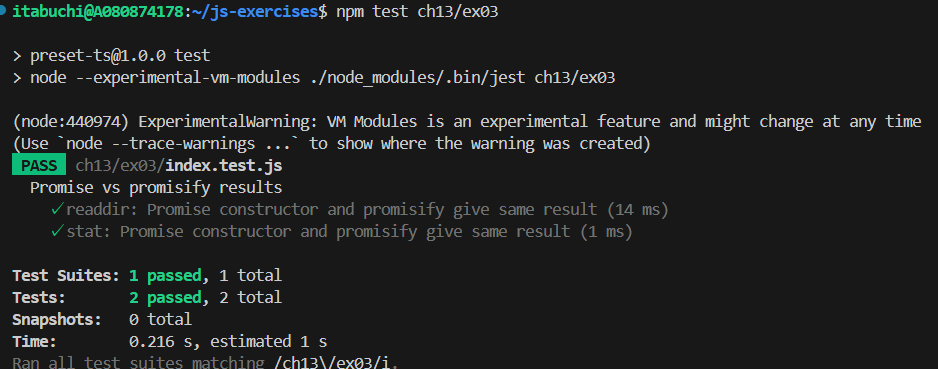 itabuchi@A080874178:~/js-exercises$ npm test ch13/ex03
> preset-ts@1.0.0 test
> node --experimental-vm-modules ./node_modules/.bin/jest ch13/ex03
(node:440974) ExperimentalWarning: VM Modules is an experimental feature and might change at any time
(Use `node --trace-warnings ...` to show where the warning was created)
PASS ch13/ex03/index.test.js
Promise vs promisify results
✓ readdir: Promise constructor and promisify give same result (14 ms)
✓ stat: Promise constructor and promisify give same result (1 ms)
Test Suites: 1 passed, 1 total
Tests: 2 passed, 2 total
Snapshots: 0 total
Time: 0.216 s, estimated 1 s
Ran all test suites matching /ch13\/ex03/i.